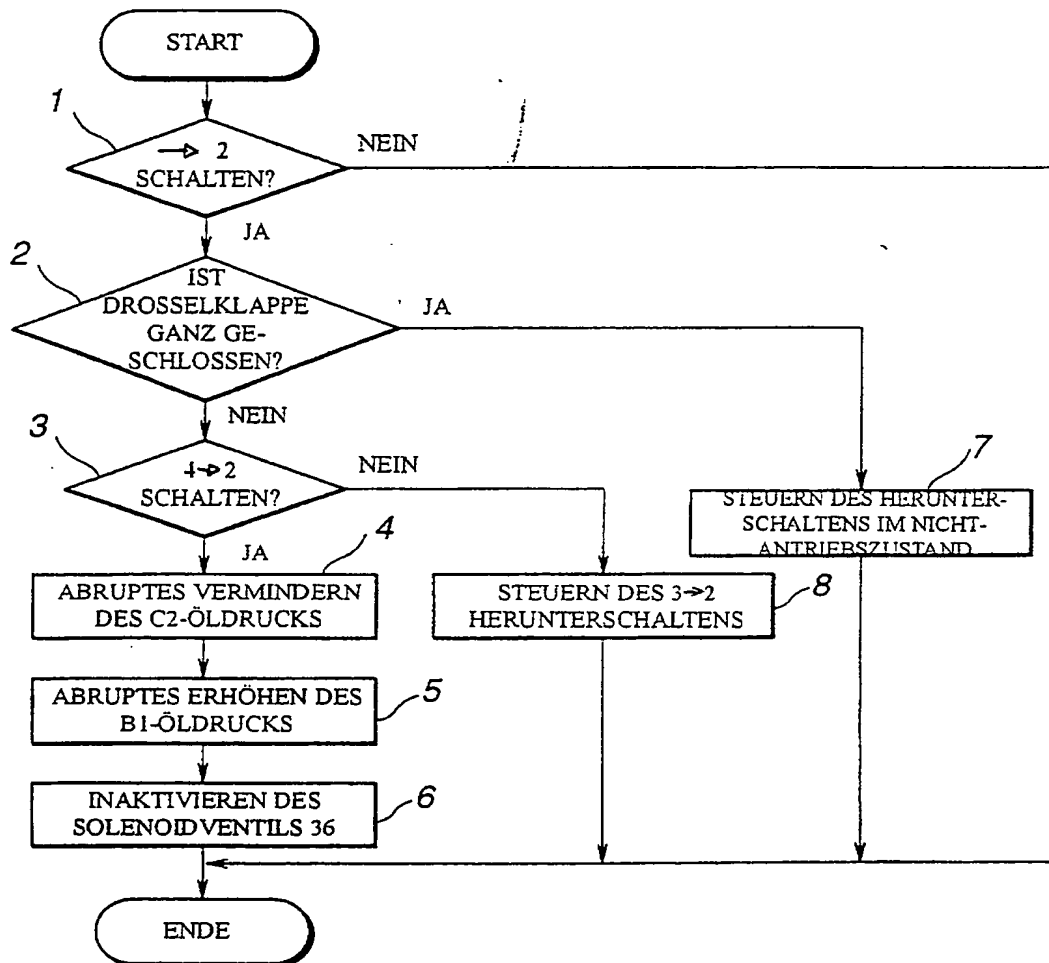 START
1
→ 2
SCHALTEN?
NEIN
JA
2
IST
DROSSELKLAPPE
GANZ GE-
SCHLOSSEN?
JA
NEIN
3
4→2
SCHALTEN?
NEIN
JA
4
ABRUPTES VERMINDERN
DES C2-ÖLDRUCKS
5
ABRUPTES ERHÖHEN DES
B1-ÖLDRUCKS
6
INAKTIVIEREN DES
SOLENOIDVENTILS 36
8
STEUERN DES 3→2
HERUNTERSCHALTENS
7
STEUERN DES HERUNTER-
SCHALTENS IM NICHT-
ANTRIEBSZUSTAND
ENDE